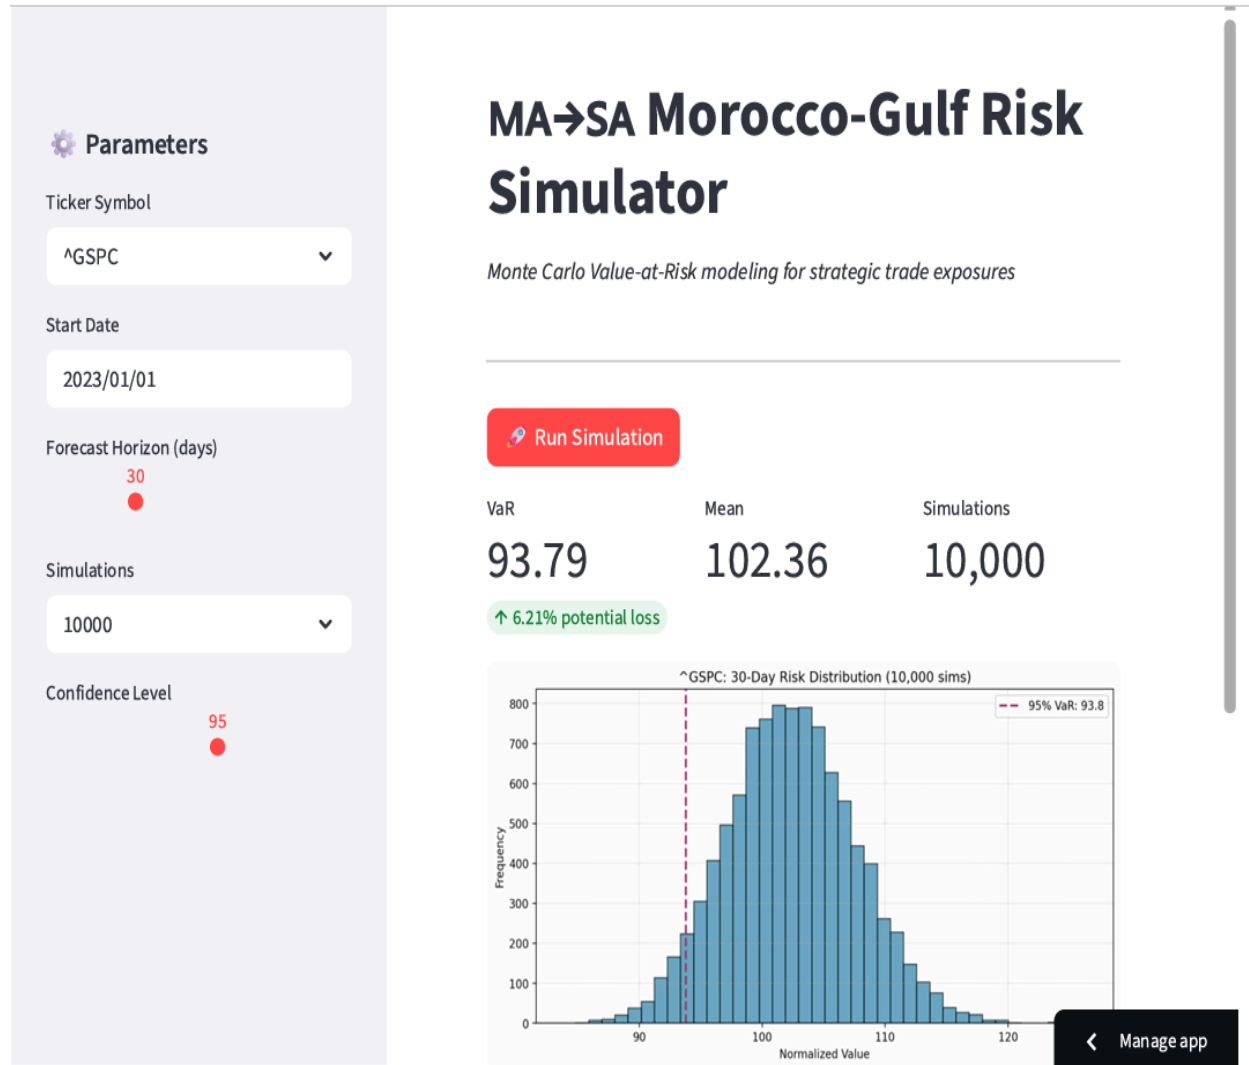 Parameters
Ticker Symbol
^GSPC
Start Date
2023/01/01
Forecast Horizon (days)
30
Simulations
10000
Confidence Level
95
MA→SA Morocco-Gulf Risk
Simulator
Monte Carlo Value-at-Risk modeling for strategic trade exposures
Run Simulation
VaR
Mean
Simulations
93.79
102.36
10,000
↑ 6.21% potential loss
^GSPC: 30-Day Risk Distribution (10,000 sims)
95% VaR: 93.8
800
700
600
500
400
300
200
100
0
Frequency
90
100
110
120
Normalized Value
Manage app